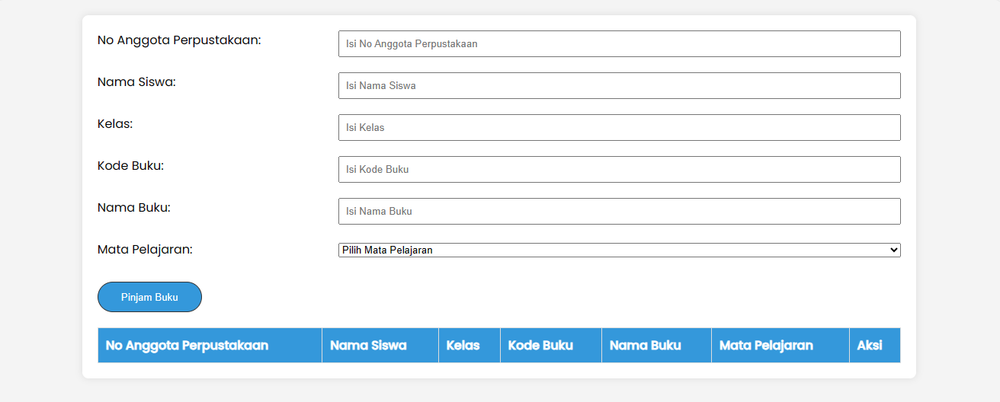 No Anggota Perpustakaan:
Isi No Anggota Perpustakaan
Nama Siswa:
Isi Nama Siswa
Kelas:
Isi Kelas
Kode Buku:
Isi Kode Buku
Nama Buku:
Isi Nama Buku
Mata Pelajaran:
Pilih Mata Pelajaran
Pinjam Buku
No Anggota Perpustakaan Nama Siswa Kelas Kode Buku Nama Buku Mata Pelajaran Aksi